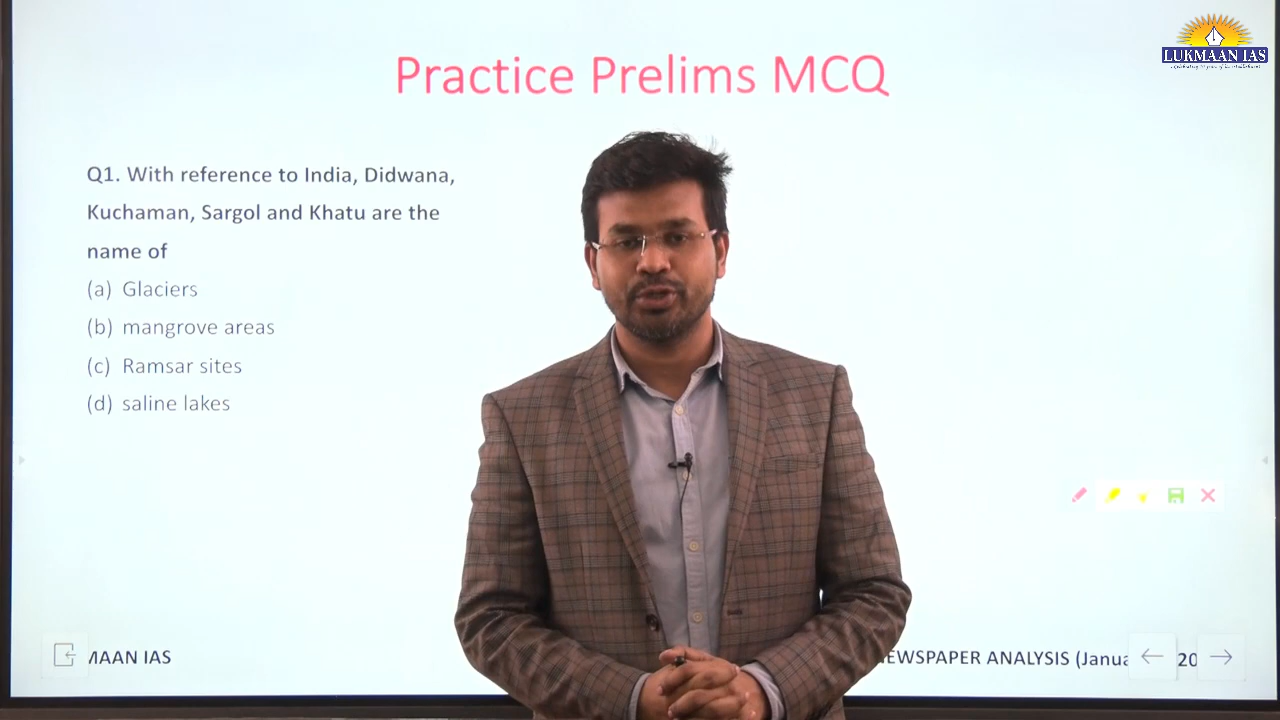 LUKMAAN IAS
Practice Prelims MCQ
Q1. With reference to India, Didwana,
Kuchaman, Sargol and Khatu are the
name of
(a) Glaciers
(b) mangrove areas
(c) Ramsar sites
(d) saline lakes
MAAN IAS
EWSPAPER ANALYSIS (Janua 20